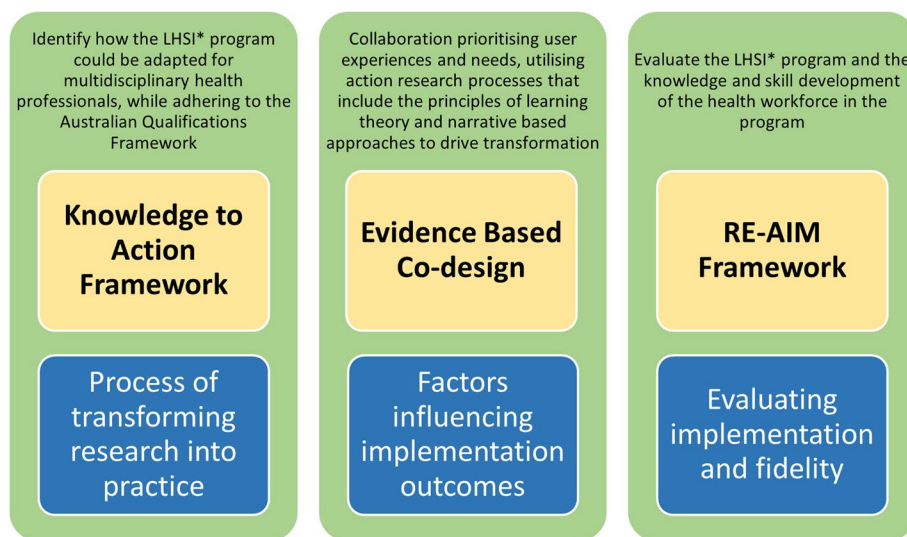 Identify how the LHSI* program
could be adapted for
multidisciplinary health
professionals, while adhering to the
Australian Qualifications
Framework
Knowledge to
Action
Framework
Process of
transforming
research into
practice
Collaboration prioritising user
experiences and needs, utilising
action research processes that
include the principles of learning
theory and narrative based
approaches to drive transformation
Evidence Based
Co-design
Factors
influencing
implementation
outcomes
Evaluate the LHSI* program and the
knowledge and skill development
of the health workforce in the
program
RE-AIM
Framework
Evaluating
implementation
and fidelity